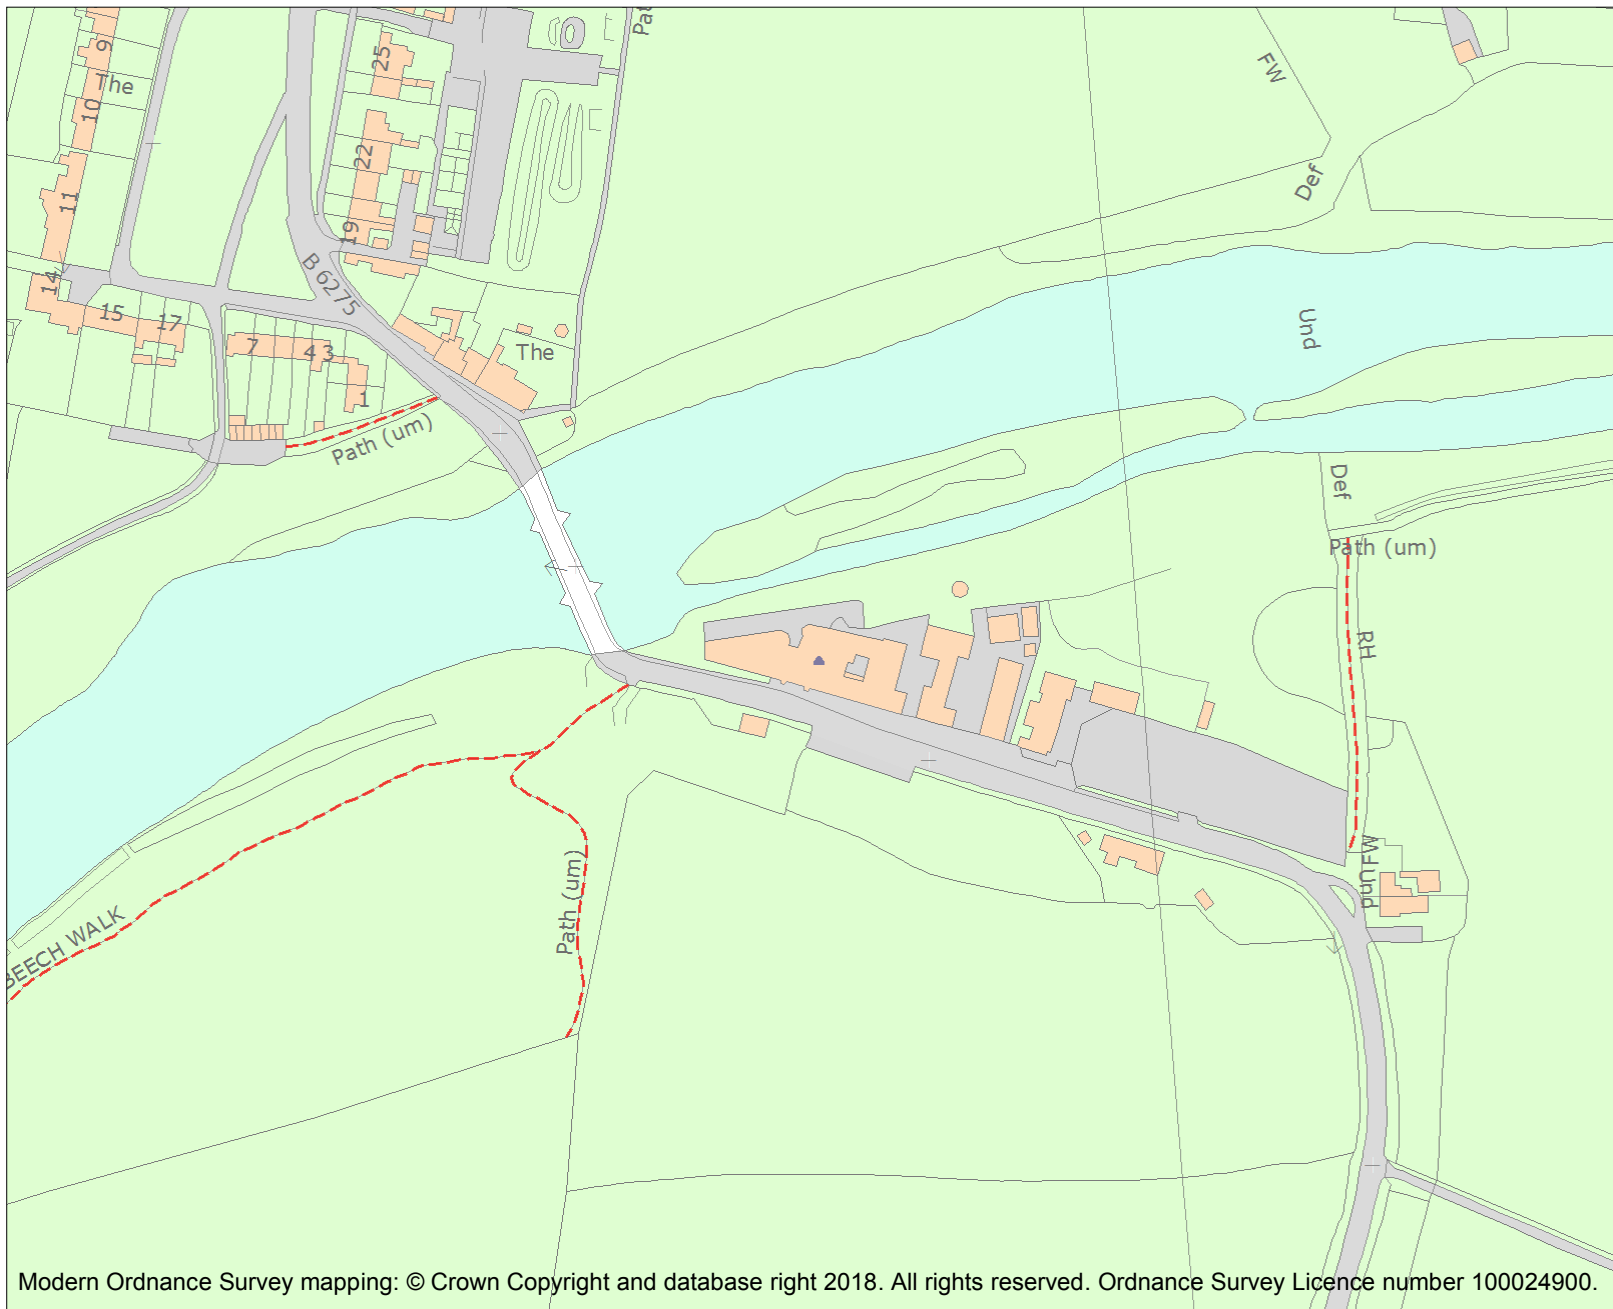 9
The
10
11
14
15
17
25
22
19
B 6275
7
4 3
1
The
Path (um)
Pat
FW
Def
Und
Def
Path (um)
RH
FW
Und
Path (um)
BEECH WALK
Modern Ordnance Survey mapping: © Crown Copyright and database right 2018. All rights reserved. Ordnance Survey Licence number 100024900.